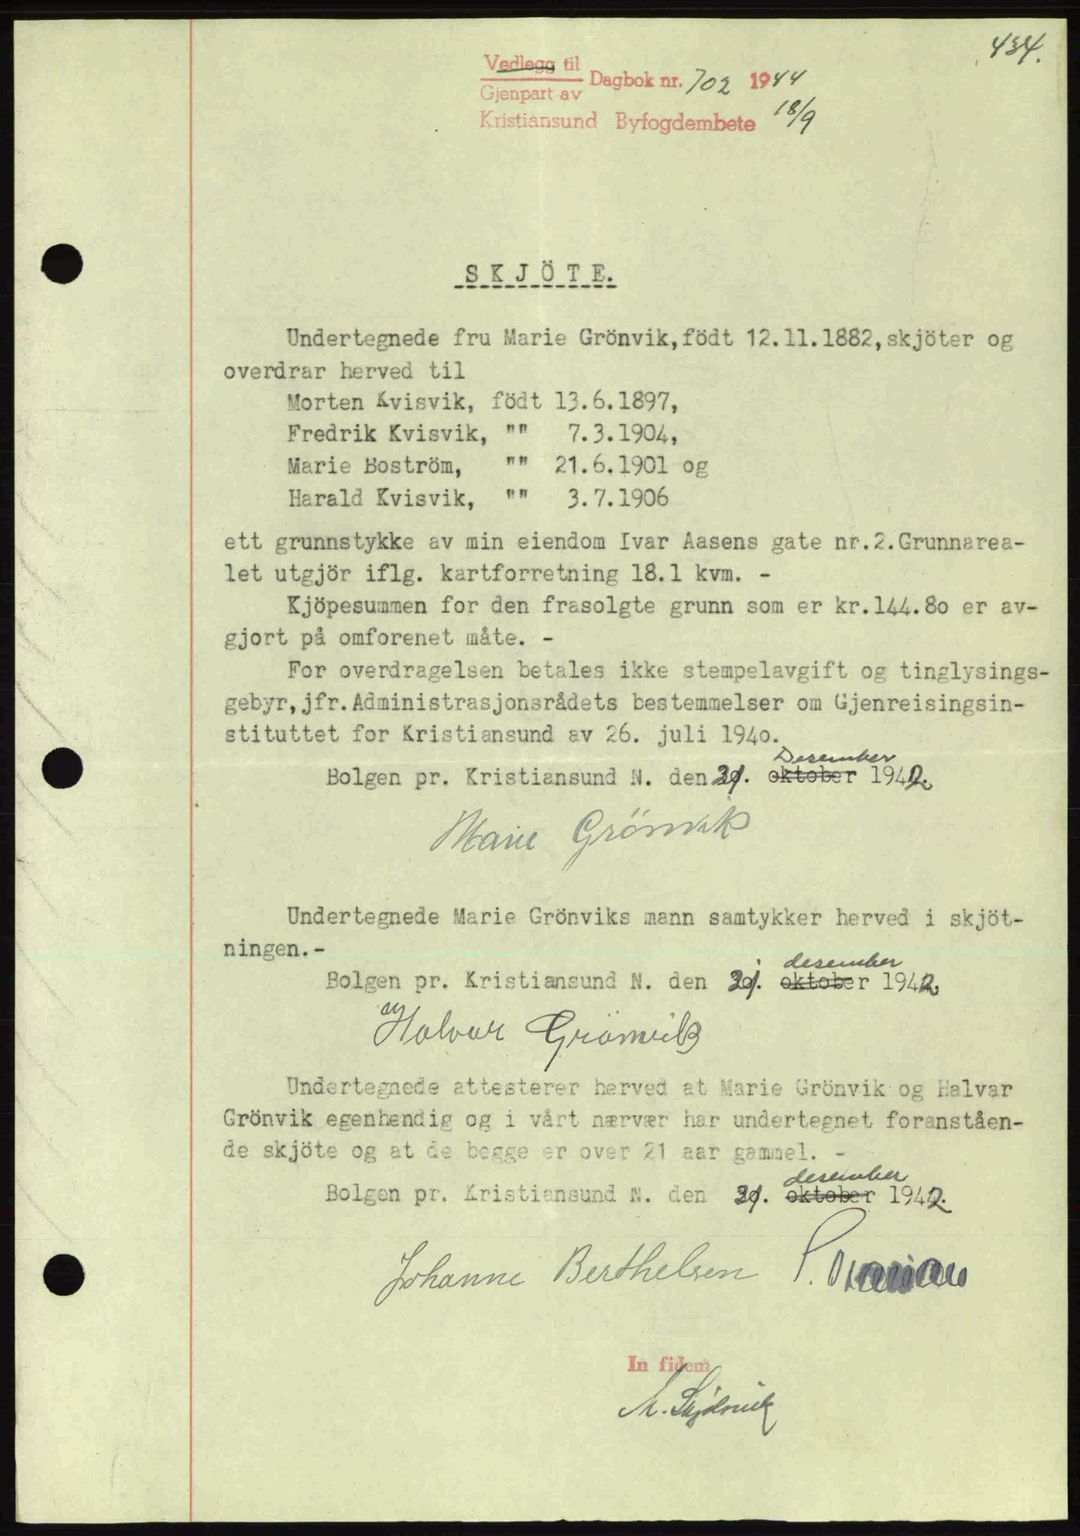 434.
Vedlegg til
Gjenpart av
Dagbok nr. 702 1944
Kristiansund Byfogdembete 18/9
SKJÖTE.
Undertegnede fru Marie Grönvik,födt 12.11.1882,skjöter og
overdrar herved til
Morten Kvisvik, födt 13.6.1897,
Fredrik Kvisvik, "" 7.3.1904,
Marie Boström, "" 21.6.1901 og
Harald Kvisvik, "" 3.7.1906
ett grunnstykke av min eiendom Ivar Aasens gate nr.2.Grunnarea-
let utgjör iflg. kartforretning 18.1 kvm. -
Kjöpesummen for den frasolgte grunn som er kr.144.80 er av-
gjort på omforenet måte. -
For overdragelsen betales ikke stempelavgift og tinglysings-
gebyr,jfr.Administrasjonsrådets bestemmelser om Gjenreisingsin-
stituttet for Kristiansund av 26. juli 1940.
Desember
Bolgen pr. Kristiansund N. den . oktober 1942.
Marie Grönvik
Undertegnede Marie Grönviks mann samtykker herved i skjöt-
ningen.-
desember
Bolgen pr. Kristiansund N. den . oktober 1942.
Halvar Grönvik
Undertegnede attesterer herved at Marie Grönvik og Halvar
Grönvik egenhendig og i vårt nærvær har undertegnet foranståen-
de skjöte og at de begge er over 21 aar gammel. -
desember
Bolgen pr. Kristiansund N. den . oktober 1942.
Johanne Berthelsen P.
In fidem